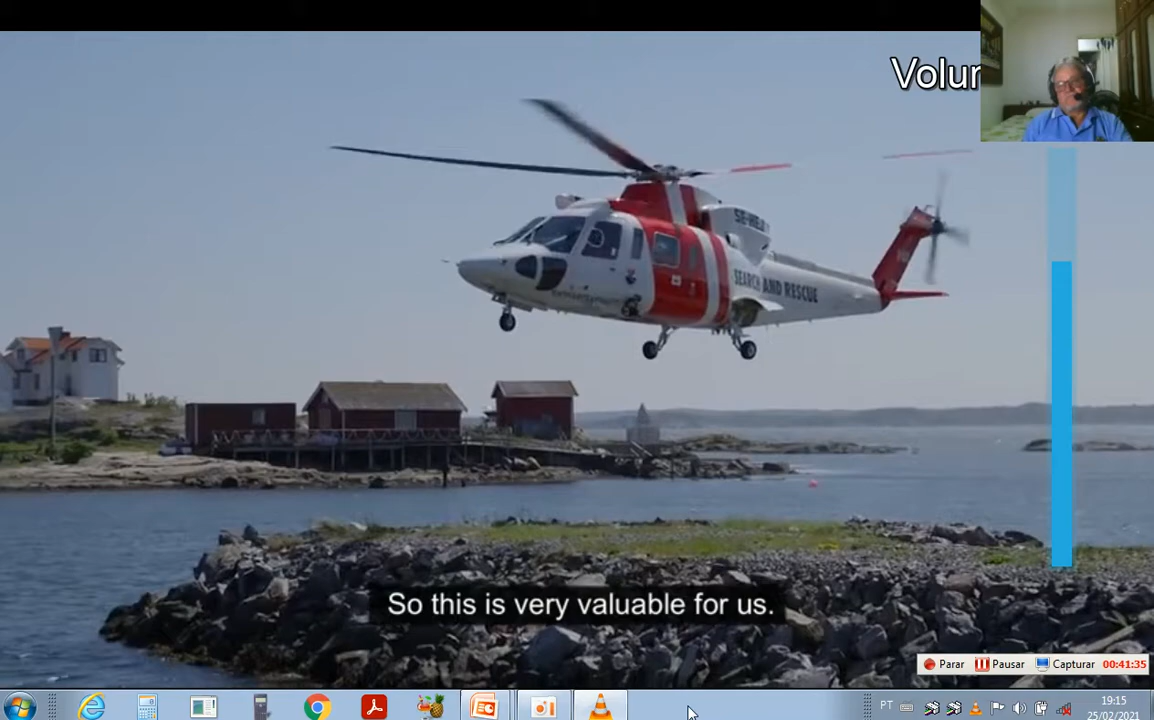 Volum
SEARCH AND RESCUE
So this is very valuable for us.
Parar
Pausar
Capturar
00:41:35
PT
19:15
25/02/2021